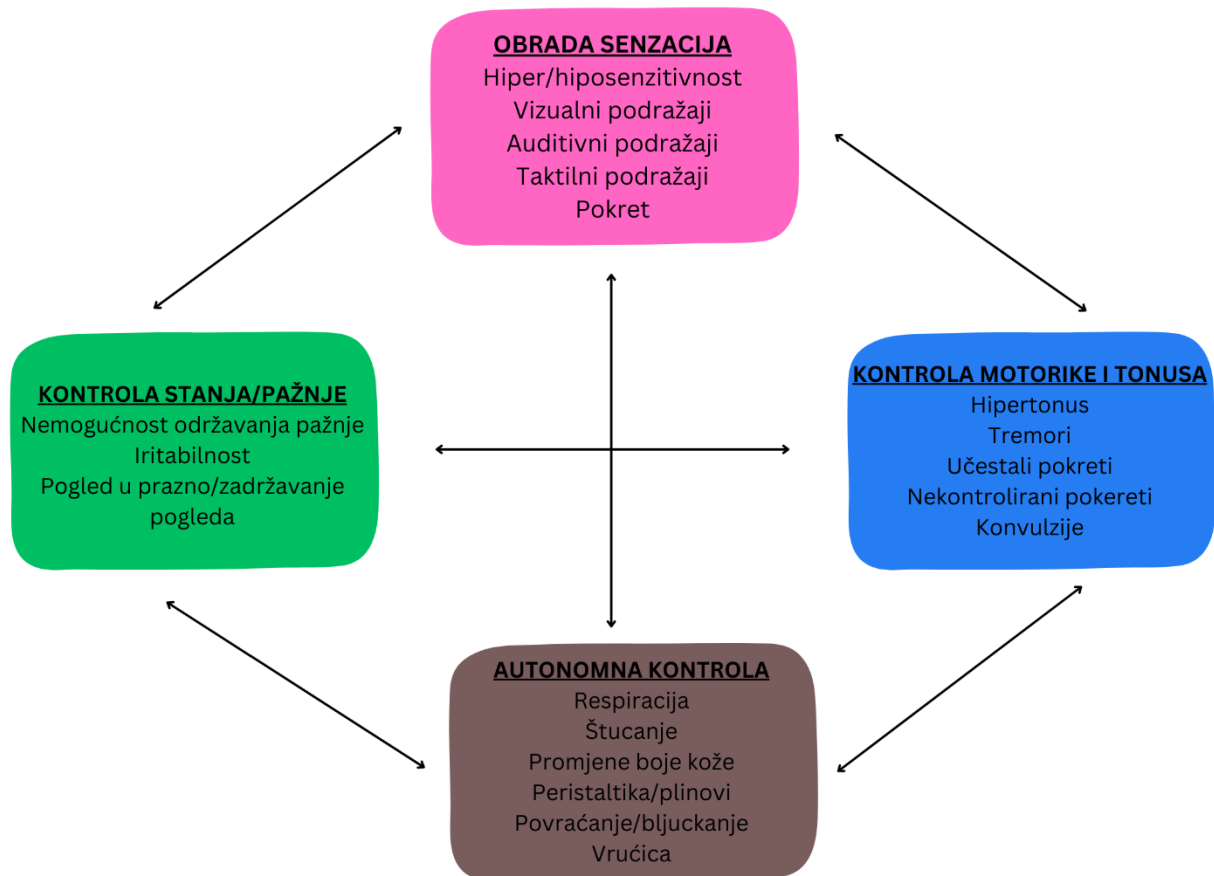 OBRADA SENZACIJA
Hiper/hiposenzitivnost
Vizualni podražaji
Auditivni podražaji
Taktilni podražaji
Pokret
KONTROLA STANJA/PAŽNJE
Nemogućnost održavanja pažnje
Iritabilnost
Pogled u prazno/zadržavanje
pogleda
KONTROLA MOTORIKE I TONUSA
Hipertonus
Tremori
Učestali pokreti
Nekontrolirani pokereti
Konvulzije
AUTONOMNA KONTROLA
Respiracija
Štucanje
Promjene boje kože
Peristaltika/plinovi
Povraćanje/bljuckanje
Vrućica